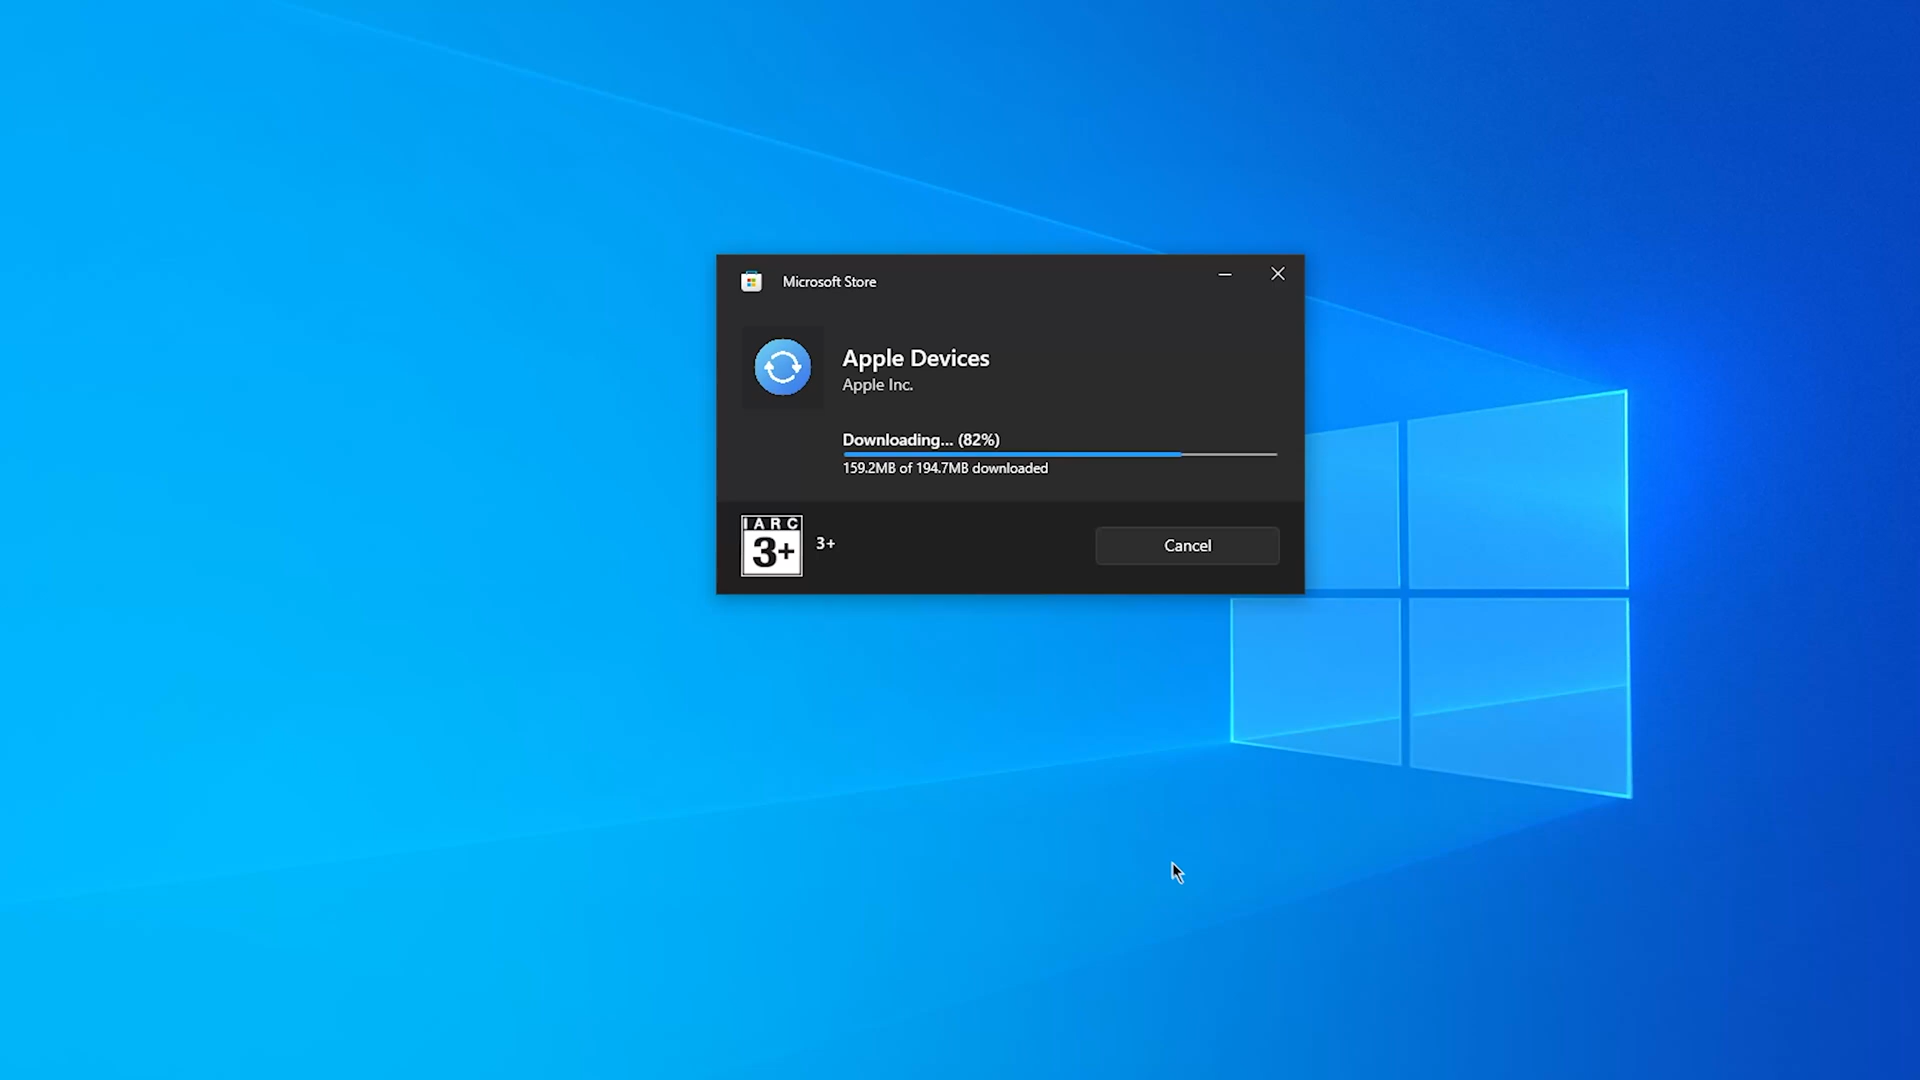 Microsoft Store
Apple Devices
Apple Inc.
Downloading... (82%)
159.2MB of 194.7MB downloaded
IARC
3+
3+
Cancel